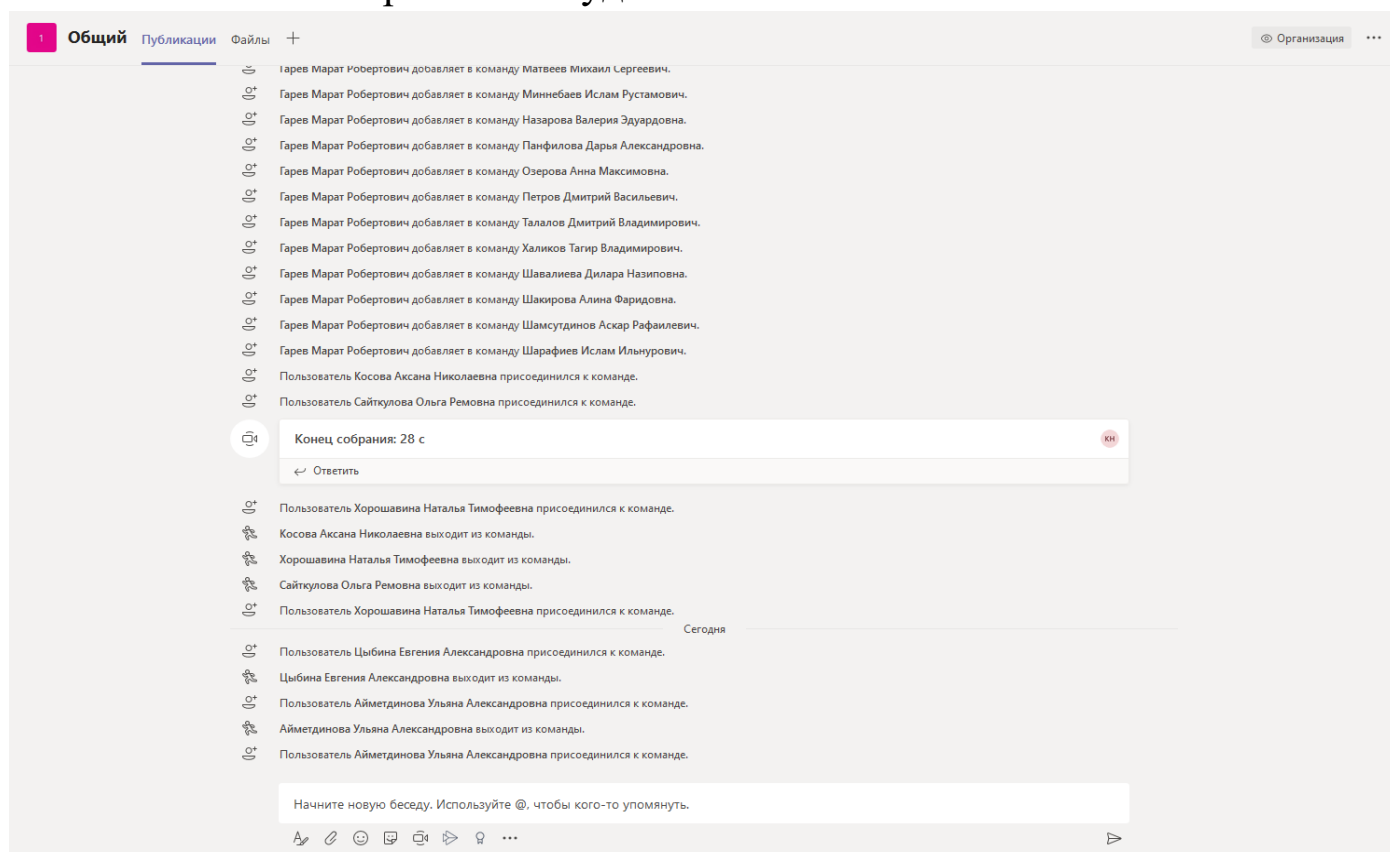 1 Общий Публикации Файлы + Организация ...
Гарев Марат Робертович добавляет в команду Матвеев Михаил Сергеевич.
Гарев Марат Робертович добавляет в команду Миннебаев Ислам Рустамович.
Гарев Марат Робертович добавляет в команду Назарова Валерия Эдуардовна.
Гарев Марат Робертович добавляет в команду Панфилова Дарья Александровна.
Гарев Марат Робертович добавляет в команду Озерова Анна Максимовна.
Гарев Марат Робертович добавляет в команду Петров Дмитрий Васильевич.
Гарев Марат Робертович добавляет в команду Талалов Дмитрий Владимирович.
Гарев Марат Робертович добавляет в команду Халиков Тагир Владимирович.
Гарев Марат Робертович добавляет в команду Шавалиева Дилара Назиповна.
Гарев Марат Робертович добавляет в команду Шакирова Алина Фаридовна.
Гарев Марат Робертович добавляет в команду Шамсутдинов Аскар Рафаилевич.
Гарев Марат Робертович добавляет в команду Шарафиев Ислам Ильнурович.
Пользователь Косова Аксана Николаевна присоединился к команде.
Пользователь Сайткулова Ольга Ремовна присоединился к команде.
Конец собрания: 28 с КН
Ответить
Пользователь Хорошавина Наталья Тимофеевна присоединился к команде.
Косова Аксана Николаевна выходит из команды.
Хорошавина Наталья Тимофеевна выходит из команды.
Сайткулова Ольга Ремовна выходит из команды.
Пользователь Хорошавина Наталья Тимофеевна присоединился к команде.
Сегодня
Пользователь Цыбина Евгения Александровна присоединился к команде.
Цыбина Евгения Александровна выходит из команды.
Пользователь Айметдинова Ульяна Александровна присоединился к команде.
Айметдинова Ульяна Александровна выходит из команды.
Пользователь Айметдинова Ульяна Александровна присоединился к команде.
Начните новую беседу. Используйте @, чтобы кого-то упомянуть.